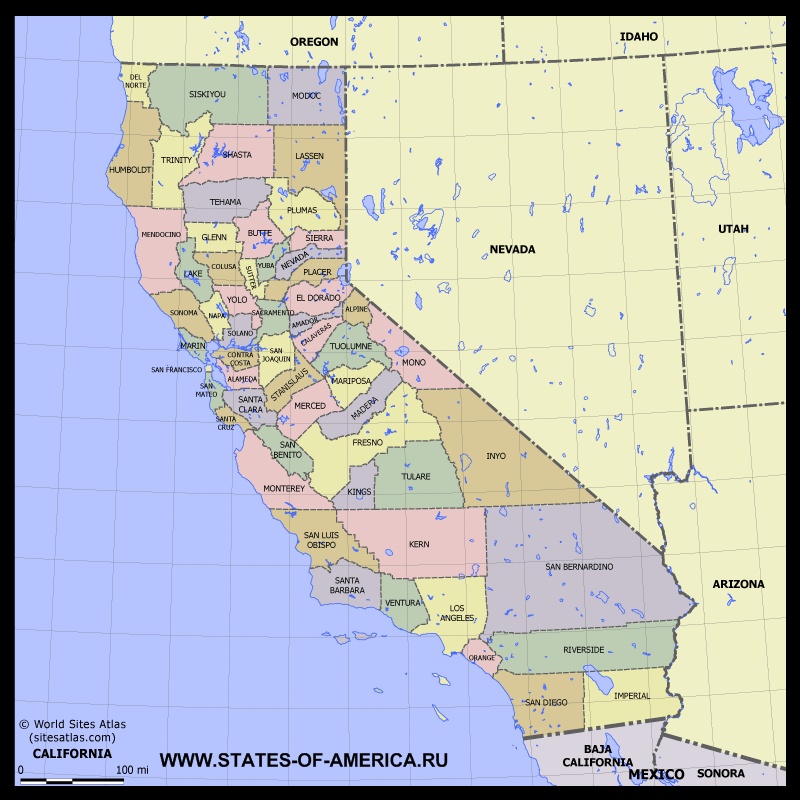 OREGON
IDAHO
DEL
NORTE
SISKIYOU
MODOC
HUMBOLDT
TRINITY
SHASTA
LASSEN
TEHAMA
PLUMAS
MENDOCINO
GLENN
BUTTE
SIERRA
NEVADA
UTAH
LAKE
COLUSA
SUTTER
YUBA
NEVADA
PLACER
SONOMA
NAPA
YOLO
SACRAMENTO
EL DORADO
ALPINE
SOLANO
AMADOR
CALAVERAS
MARIN
CONTRA
COSTA
SAN
JOAQUIN
TUOLUMNE
MONO
SAN FRANCISCO
ALAMEDA
STANISLAUS
MARIPOSA
SAN
MATEO
SANTA
CLARA
MERCED
MADERA
SANTA
CRUZ
SAN
BENITO
FRESNO
INYO
MONTEREY
KINGS
TULARE
SAN LUIS
OBISPO
KERN
SAN BERNARDINO
ARIZONA
SANTA
BARBARA
VENTURA
LOS
ANGELES
ORANGE
RIVERSIDE
SAN DIEGO
IMPERIAL
© World Sites Atlas
(sitesatlas.com)
CALIFORNIA
0 100 mi
WWW.STATES-OF-AMERICA.RU
BAJA
CALIFORNIA
MEXICO
SONORA